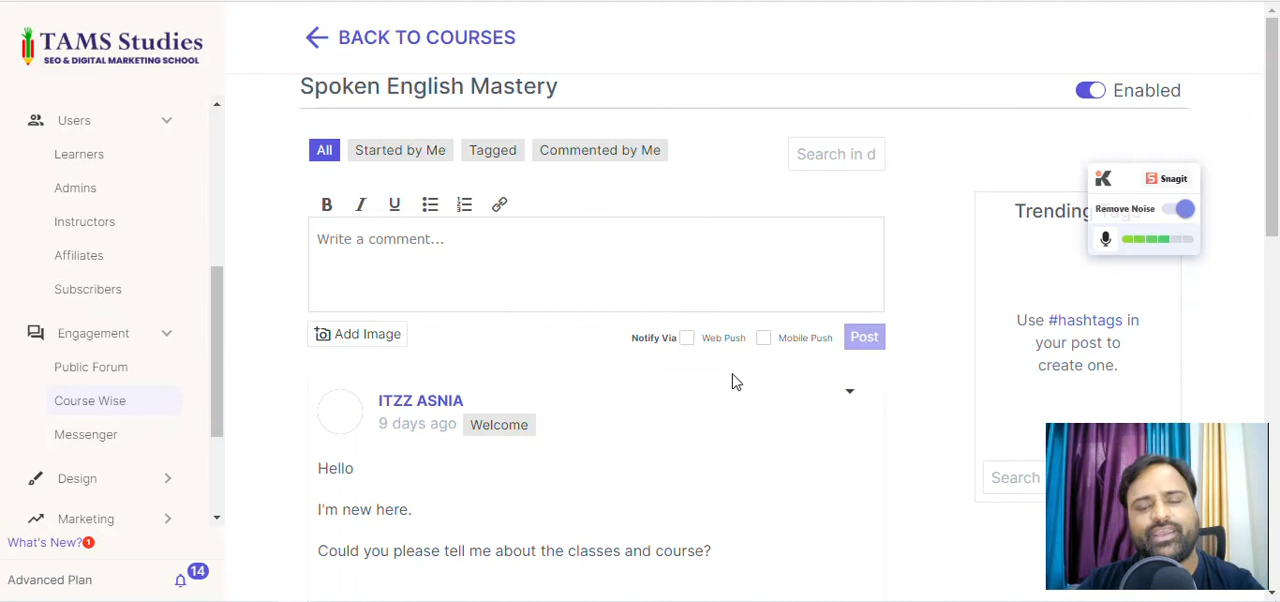 TAMS Studies
SEO & DIGITAL MARKETING SCHOOL
Users
Learners
Admins
Instructors
Affiliates
Subscribers
Engagement
Public Forum
Course Wise
Messenger
Design
Marketing
What's New? 1
Advanced Plan
14
BACK TO COURSES
Spoken English Mastery
Enabled
All Started by Me Tagged Commented by Me
Search in d
B I U
Write a comment...
Add Image
Notify Via Web Push Mobile Push Post
ITZZ ASNIA
9 days ago Welcome
Hello
I'm new here.
Could you please tell me about the classes and course?
K S Snagit
Remove Noise
Trending
Use #hashtags in
your post to
create one.
Search